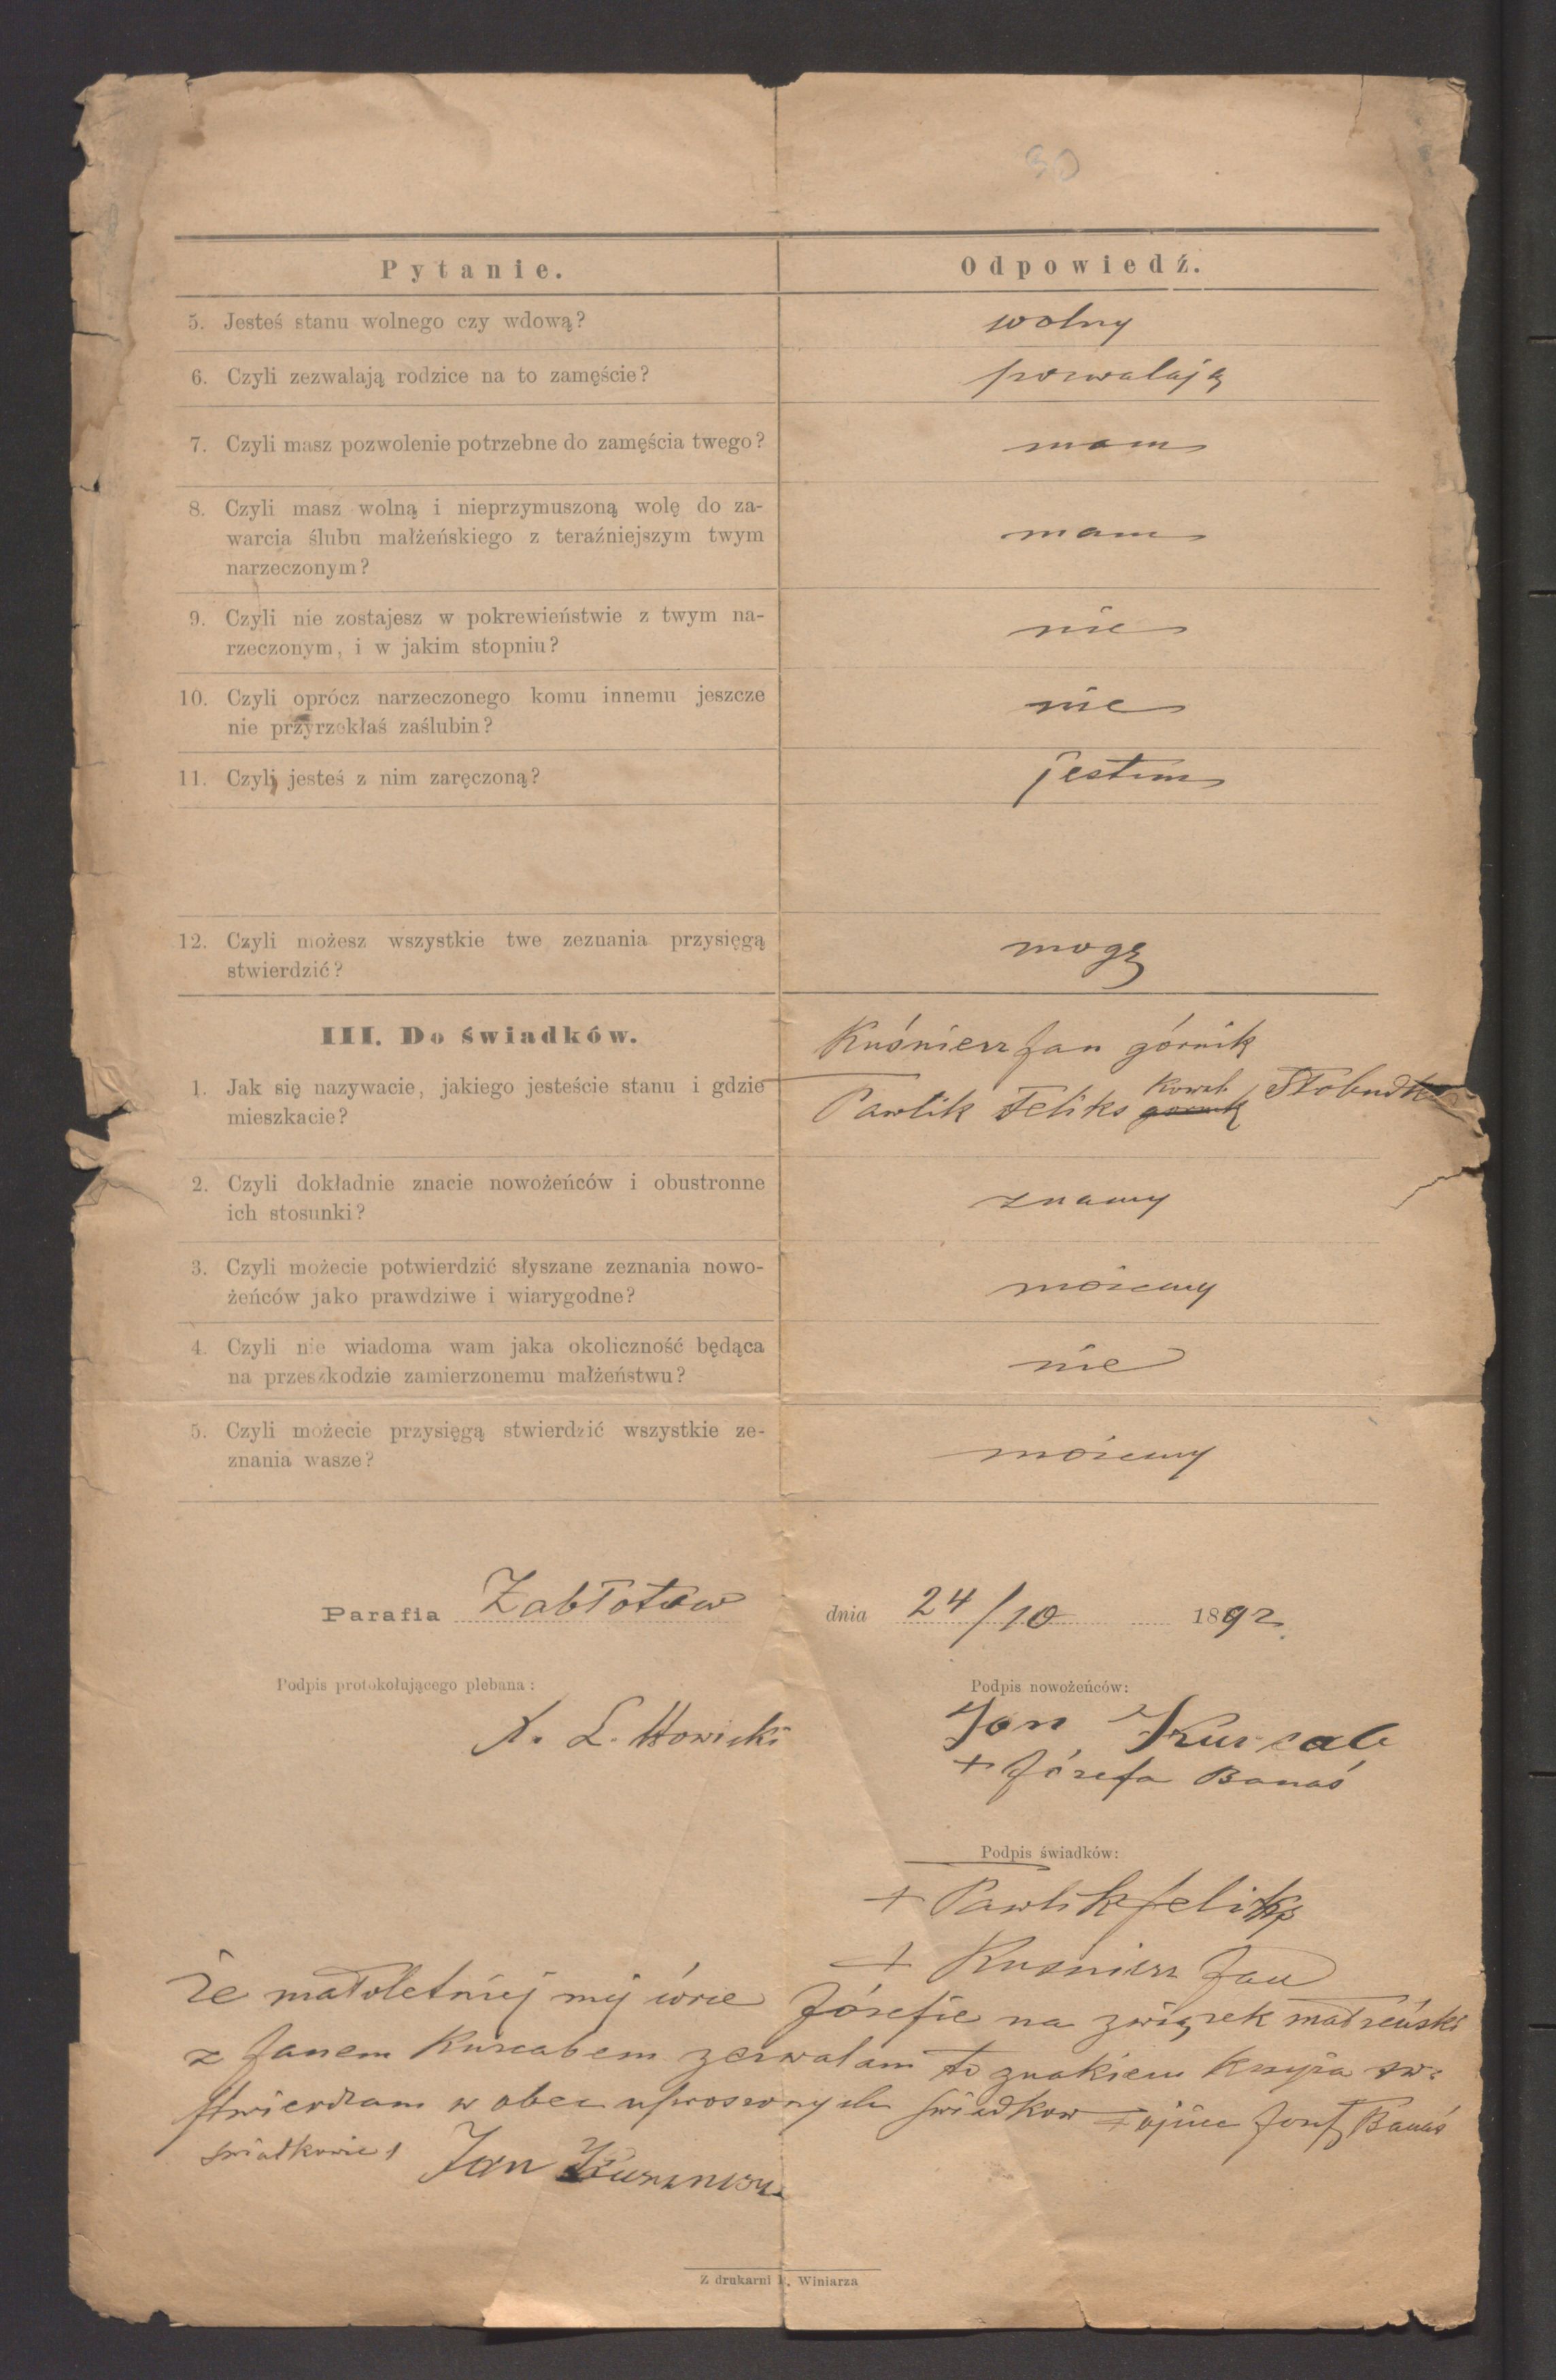 90
Pytanie.
Odpowiedź.
5. Jesteś stanu wolnego czy wdową?
wolny
6. Czyli zezwalają rodzice na to zamęście?
pozwalają
7. Czyli masz pozwolenie potrzebne do zamęścia twego?
mam
8. Czyli masz wolną i nieprzymuszoną wolę do za-
warcia ślubu małżeńskiego z teraźniejszym twym
narzeczonym?
mam
9. Czyli nie zostajesz w pokrewieństwie z twym na-
rzeczonym, i w jakim stopniu?
nie
10. Czyli oprócz narzeczonego komu innemu jeszcze
nie przyrzekłaś zaślubin?
nie
11. Czyli jesteś z nim zaręczoną?
jestem
12. Czyli możesz wszystkie twe zeznania przysięgą
stwierdzić?
mogę
III. Do świadków.
1. Jak się nazywacie, jakiego jesteście stanu i gdzie
mieszkacie?
Kuśnierz Jan górnik
Pawlik Feliks kowal górnik Słobudka
2. Czyli dokładnie znacie nowożeńców i obustronne
ich stosunki?
znamy
3. Czyli możecie potwierdzić słyszane zeznania nowo-
żeńców jako prawdziwe i wiarygodne?
możemy
4. Czyli nie wiadoma wam jaka okoliczność będąca
na przeszkodzie zamierzonemu małżeństwu?
nie
5. Czyli możecie przysięgą stwierdzić wszystkie ze-
znania wasze?
możemy
Parafia Zabłotów dnia 24/10 1892
Podpis protokołującego plebana:
X. L.
Podpis nowożeńców:
Jan
+ Józefa Banaś
Podpis świadków:
+ Pawlik Feliks
+ Kuśnierz Jan
że małoletniej mej córce Józefie na związek małżeński
z Janem Kurcabem zezwalam to znakiem krzyża św.
stwierdzam w obec uproszonych świadków + ojciec Józef Banaś
świadkowie Jan
Z drukarni E. Winiarza